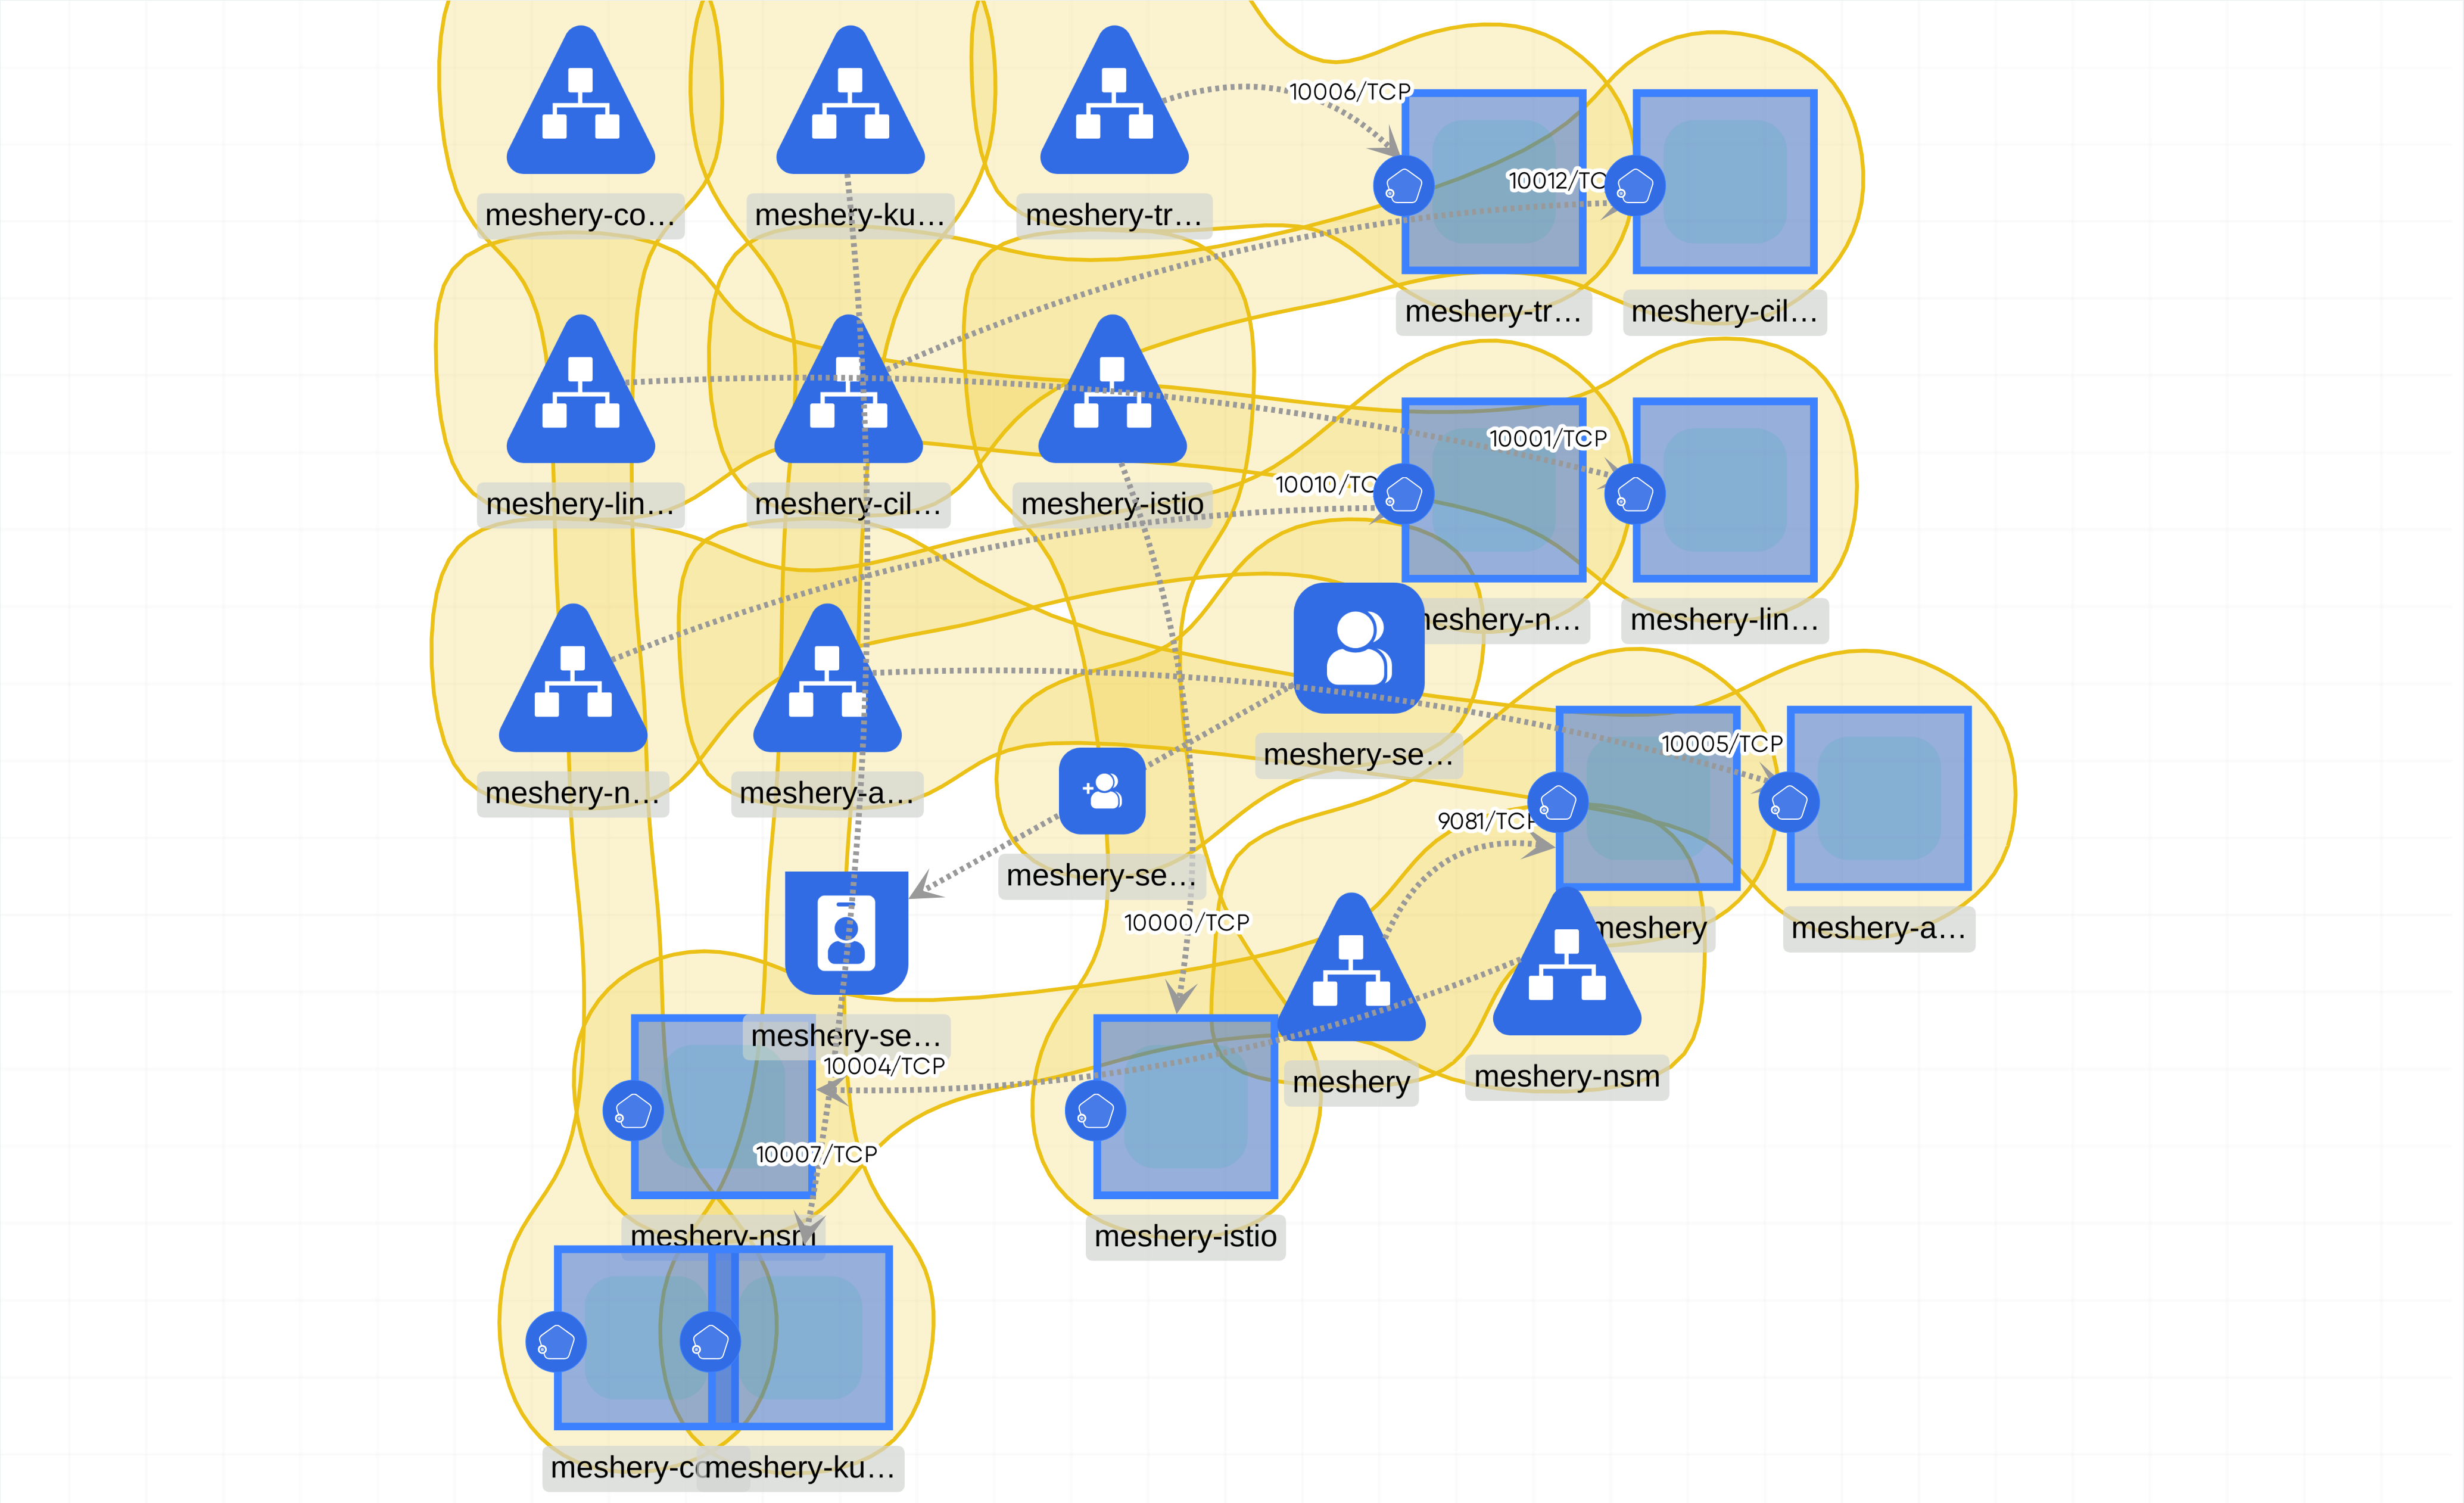 10006/TCP
10012/TC
meshery-co…
meshery-ku…
meshery-tr…
meshery-tr…
meshery-cil…
10001/TCP
10010/TC
meshery-lin…
meshery-cil…
meshery-istio
meshery-n…
meshery-lin…
meshery-se…
10005/TCP
meshery-n…
meshery-a…
9081/TCP
meshery-se…
10000/TCP
meshery
meshery-a…
meshery-se…
10004/TCP
meshery
meshery-nsm
10007/TCP
meshery-nsm
meshery-istio
meshery-co
meshery-ku…